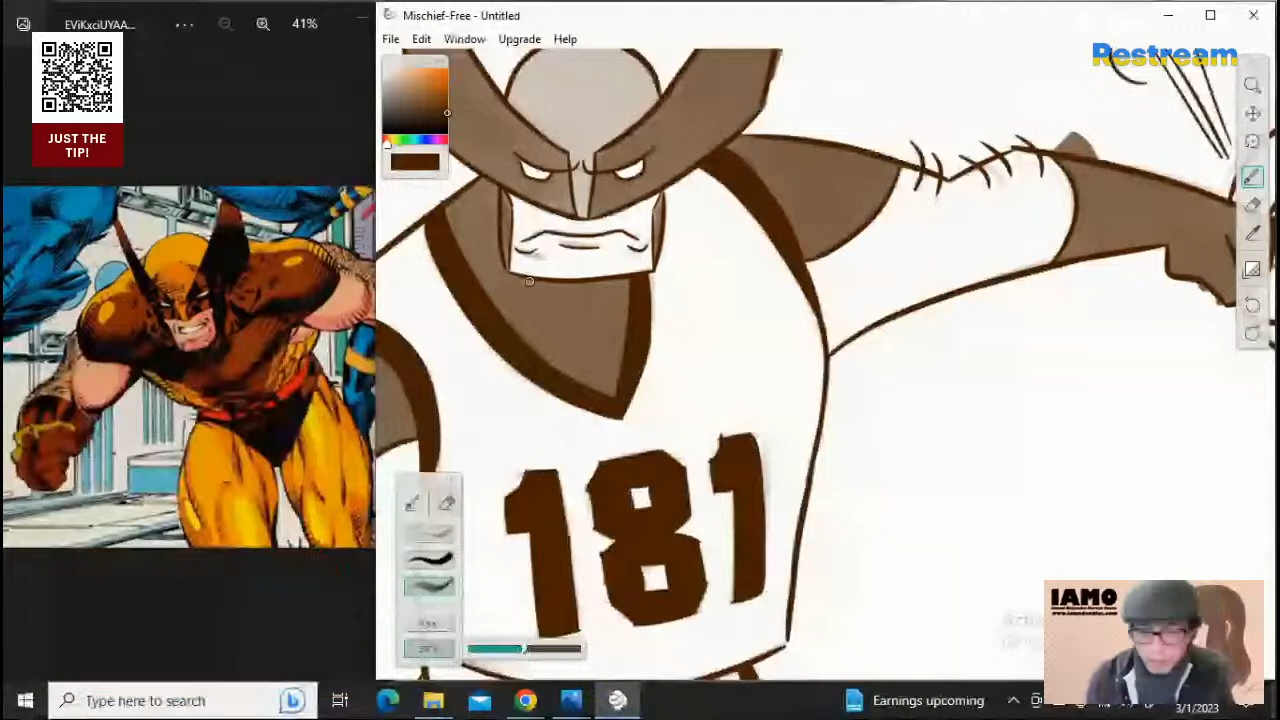 EViKxciUYAA...
41%
JUST THE
TIP!
Mischief-Free - Untitled
File Edit Window Upgrade Help
Restream
181
IAMO
Type here to search
Earnings upcoming
3/1/2023